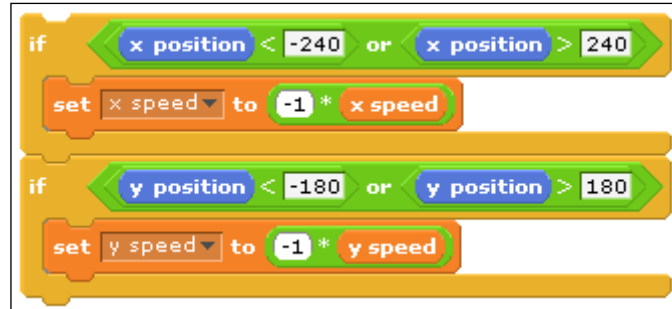 if x position < -240 or x position > 240
set x speed to -1 * x speed
if y position < -180 or y position > 180
set y speed to -1 * y speed